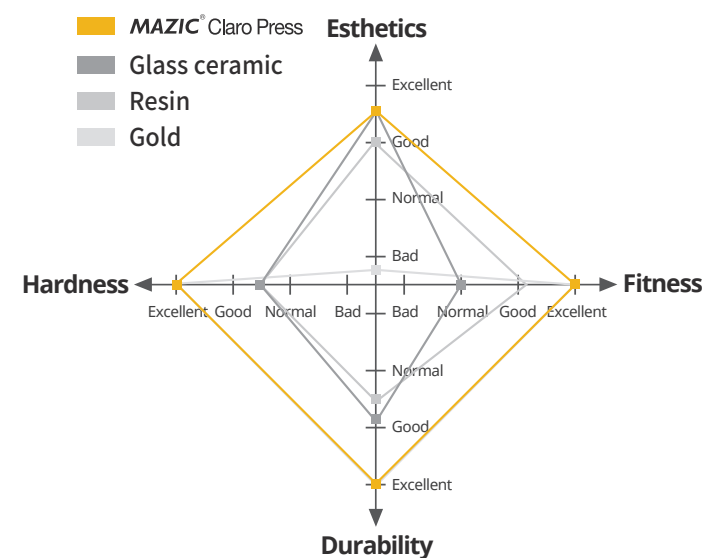 MAZIC® Claro Press
Glass ceramic
Resin
Gold
Esthetics
Excellent
Good
Normal
Bad
Hardness
Excellent Good Normal Bad Bad Normal Good Excellent
Fitness
Normal
Good
Excellent
Durability